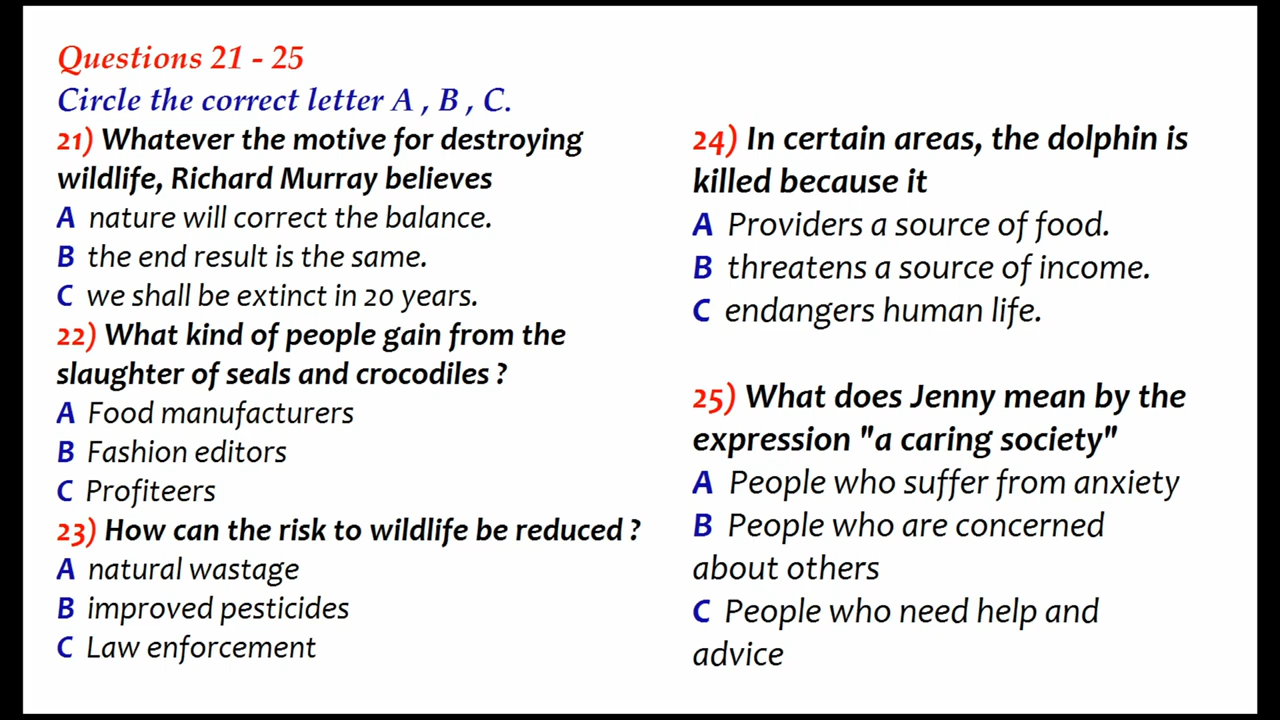 Questions 21 - 25
Circle the correct letter A , B , C.
21) Whatever the motive for destroying
wildlife, Richard Murray believes
A nature will correct the balance.
B the end result is the same.
C we shall be extinct in 20 years.
22) What kind of people gain from the
slaughter of seals and crocodiles ?
A Food manufacturers
B Fashion editors
C Profiteers
23) How can the risk to wildlife be reduced ?
A natural wastage
B improved pesticides
C Law enforcement
24) In certain areas, the dolphin is
killed because it
A Providers a source of food.
B threatens a source of income.
C endangers human life.
25) What does Jenny mean by the
expression "a caring society"
A People who suffer from anxiety
B People who are concerned
about others
C People who need help and
advice